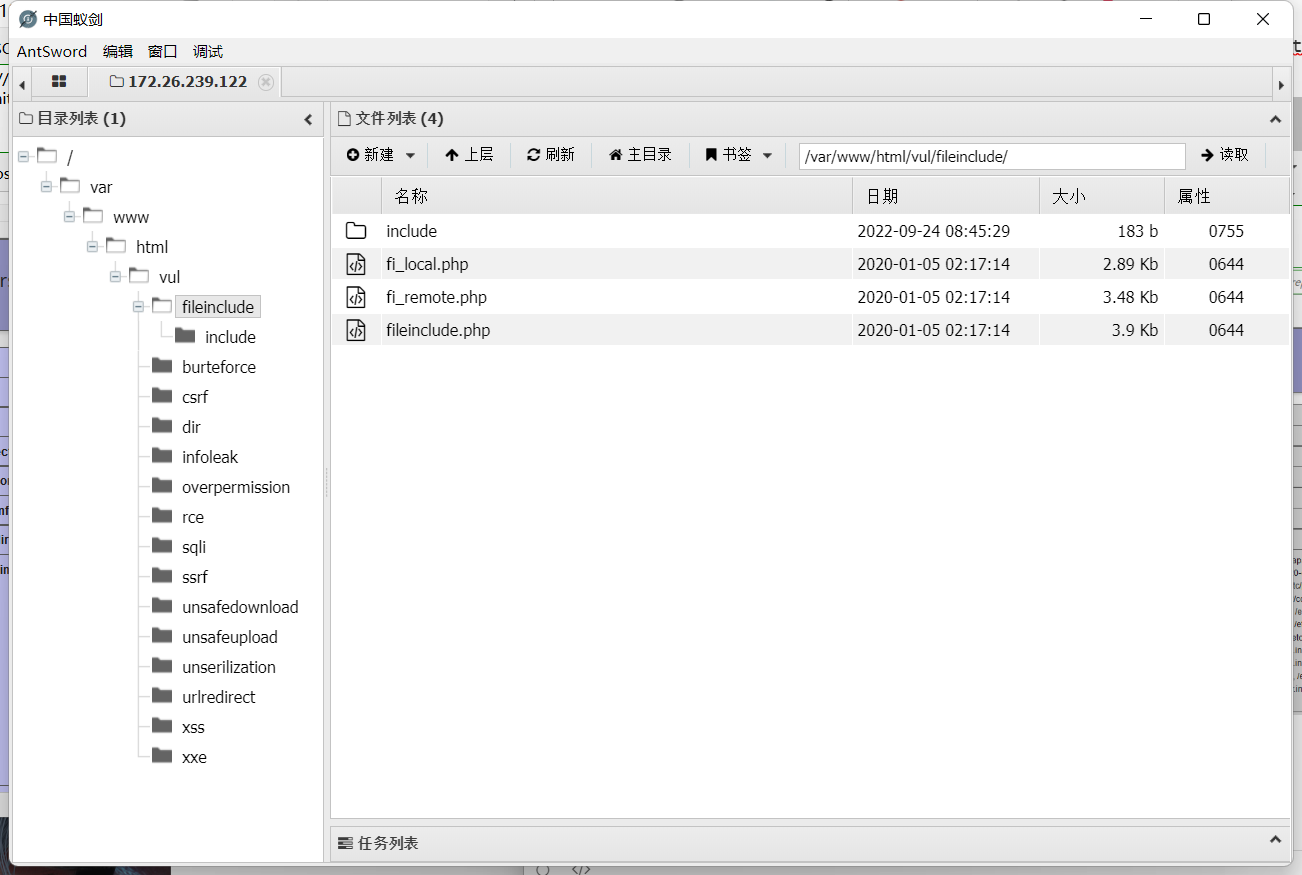 中国蚁剑
AntSword 编辑 窗口 调试
172.26.239.122
目录列表 (1)
/
var
www
html
vul
fileinclude
include
burteforce
csrf
dir
infoleak
overpermission
rce
sqli
ssrf
unsafedownload
unsafeupload
unserilization
urlredirect
xss
xxe
文件列表 (4)
新建 上层 刷新 主目录 书签 /var/www/html/vul/fileinclude/ 读取
名称 日期 大小 属性
include 2022-09-24 08:45:29 183 b 0755
fi_local.php 2020-01-05 02:17:14 2.89 Kb 0644
fi_remote.php 2020-01-05 02:17:14 3.48 Kb 0644
fileinclude.php 2020-01-05 02:17:14 3.9 Kb 0644
任务列表